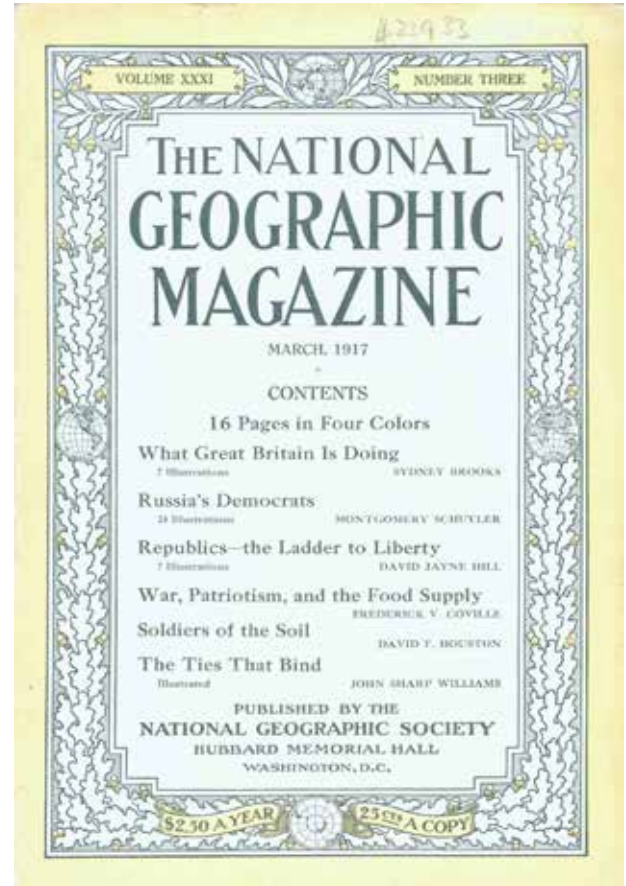 VOLUME XXXI
NUMBER THREE
THE NATIONAL
GEOGRAPHIC
MAGAZINE
MARCH, 1917
CONTENTS
16 Pages in Four Colors
What Great Britain Is Doing
7 Illustrations SYDNEY BROOKS
Russia's Democrats
Illustrations MONTGOMERY SCHUYLER
Republics—the Ladder to Liberty
7 Illustrations DAVID JAYNE HILL
War, Patriotism, and the Food Supply
FREDERICK V. COVILLE
Soldiers of the Soil
DAVID F. HOUSTON
The Ties That Bind
Illustrated JOHN SHARP WILLIAMS
PUBLISHED BY THE
NATIONAL GEOGRAPHIC SOCIETY
HUBBARD MEMORIAL HALL
WASHINGTON, D.C.
$2.50 A YEAR
25 CTS A COPY